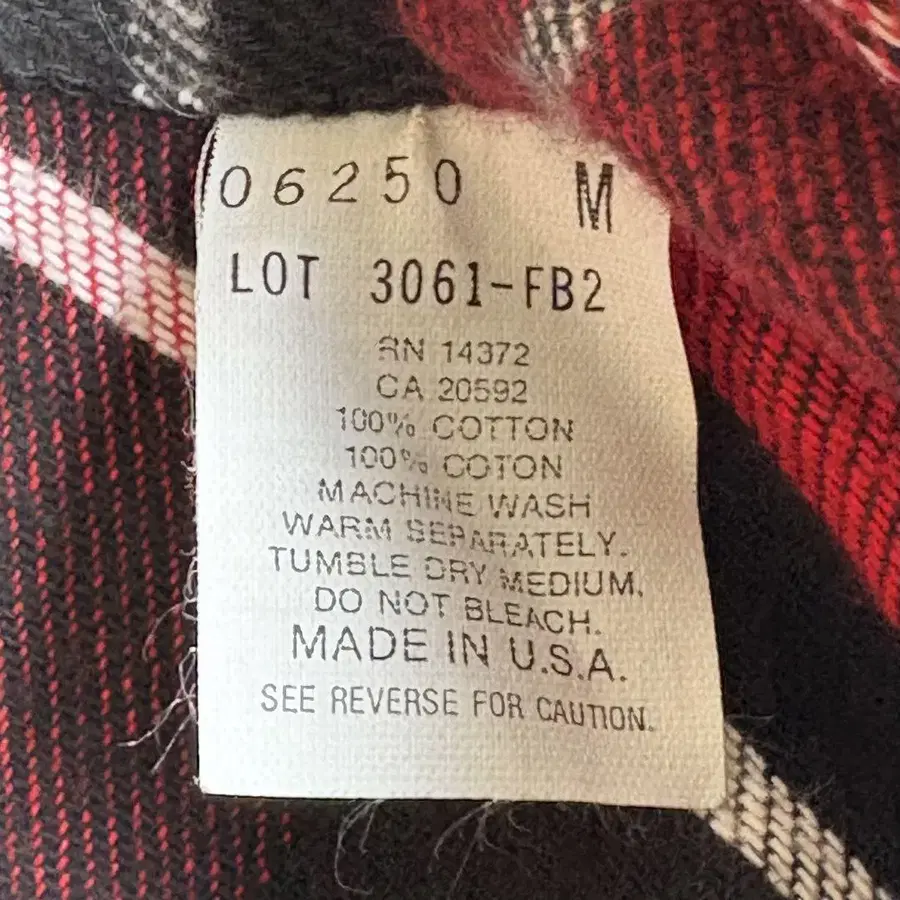 06250 M
LOT 3061-FB2
RN 14372
CA 20592
100% COTTON
100% COTON
MACHINE WASH
WARM SEPARATELY.
TUMBLE DRY MEDIUM.
DO NOT BLEACH.
MADE IN U.S.A.
SEE REVERSE FOR CAUTION.